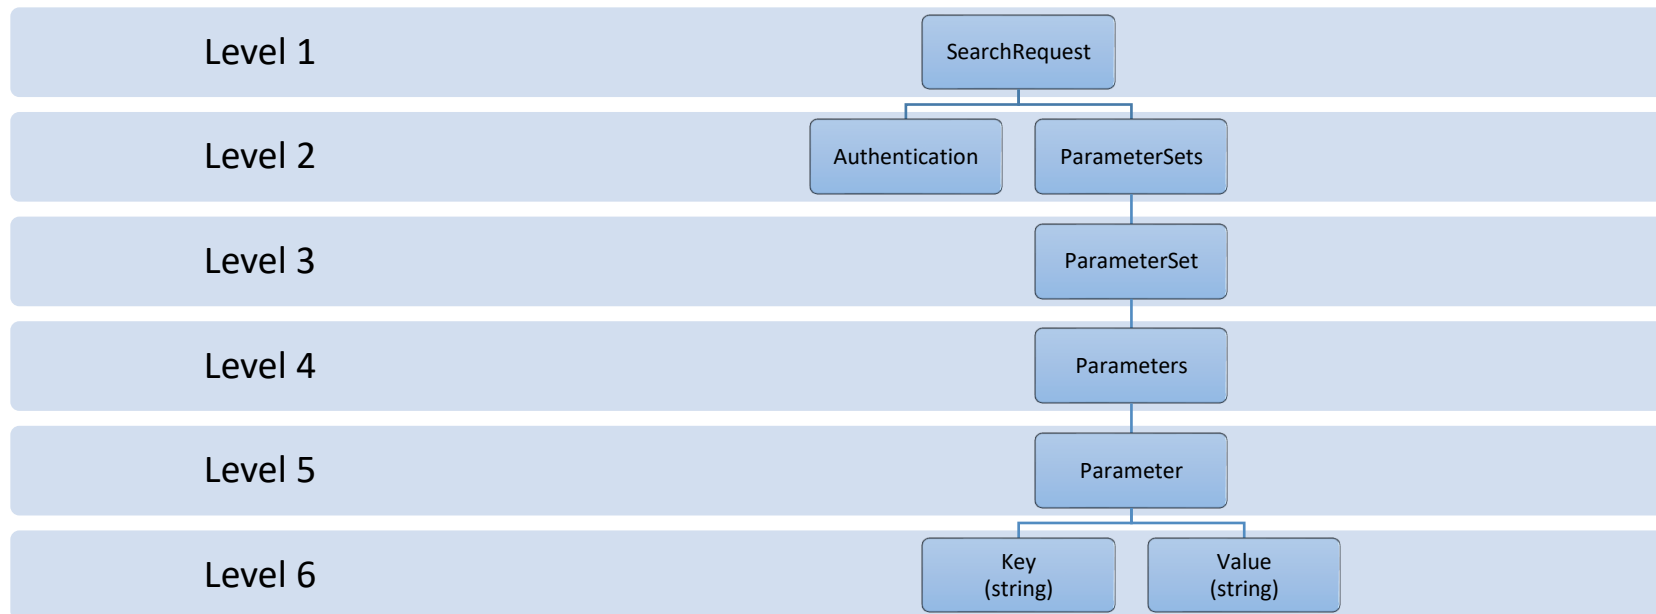 Level 1
SearchRequest
Level 2
Authentication
ParameterSets
Level 3
ParameterSet
Level 4
Parameters
Level 5
Parameter
Level 6
Key
(string)
Value
(string)